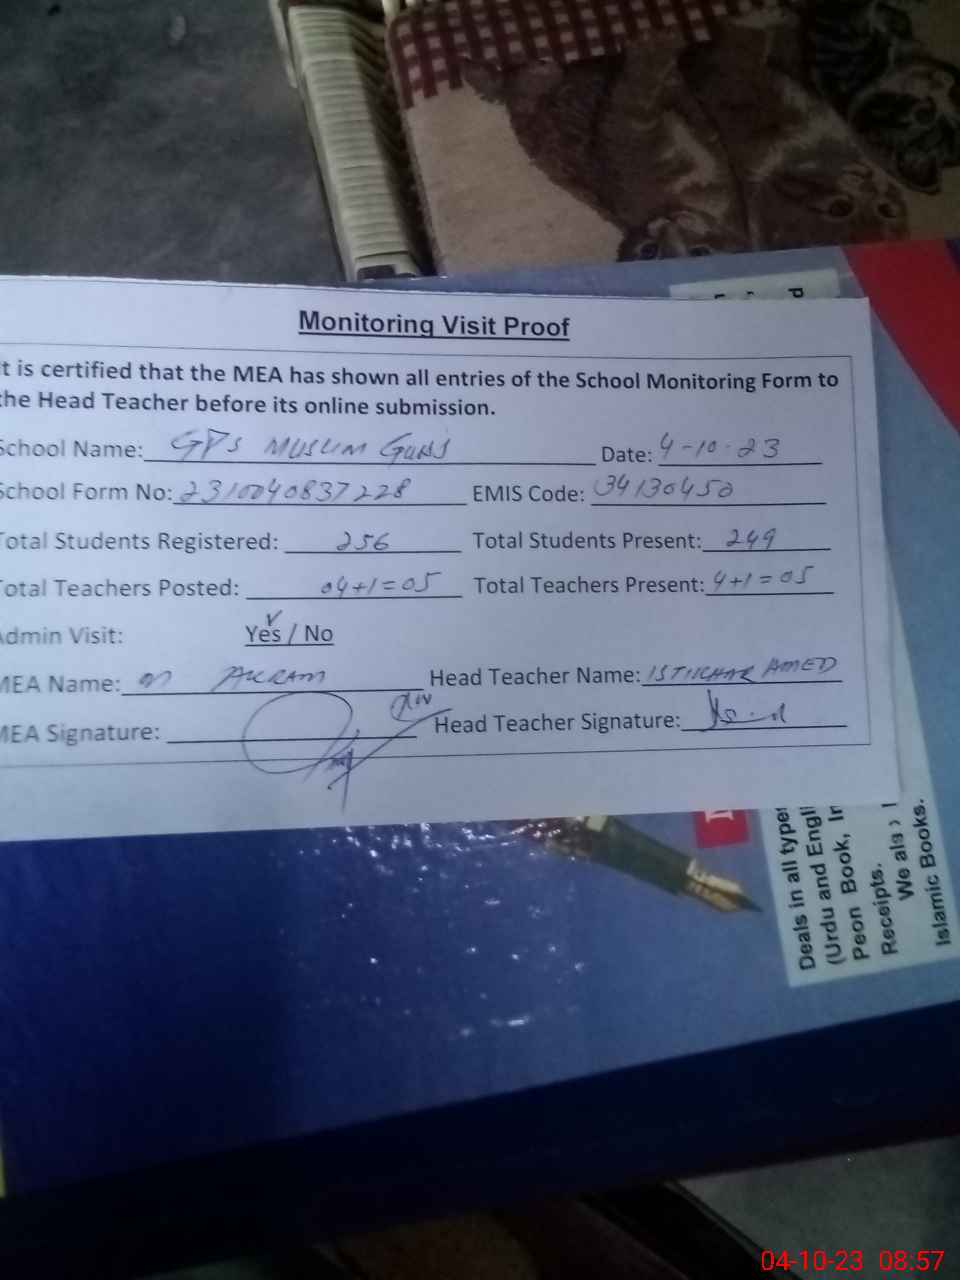 Monitoring Visit Proof
t is certified that the MEA has shown all entries of the School Monitoring Form to
the Head Teacher before its online submission.
School Name: GPS MUSLIM Date: 4-10-23
School Form No: 2310040837228 EMIS Code: 34130450
Total Students Registered: 256 Total Students Present: 249
Total Teachers Posted: 04+1=05 Total Teachers Present: 4+1=05
Admin Visit: Yes / No
MEA Name: M AKRAM Head Teacher Name: AHMED
MEA Signature: Head Teacher Signature:
Deals in all types
(Urdu and Engli
Peon Book, In
Receipts.
We als
Islamic Books.
04-10-23 08:57